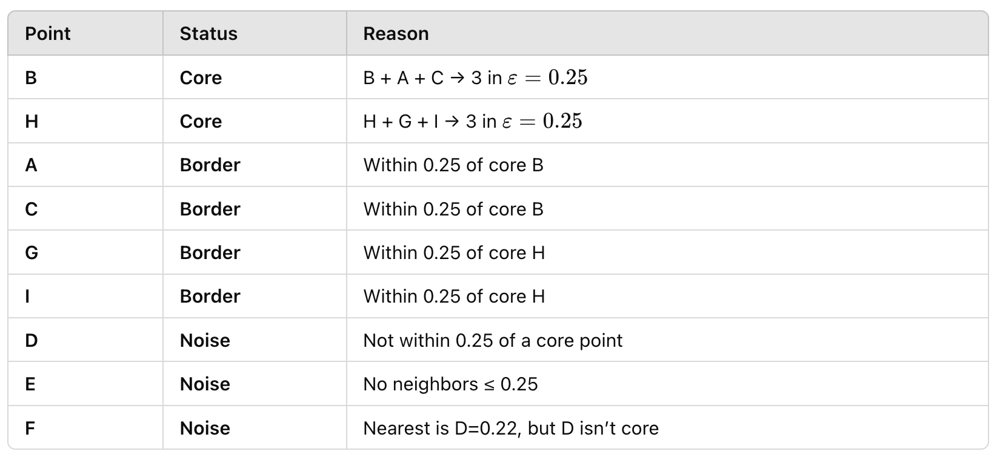 Point Status Reason
B Core B + A + C → 3 in ε = 0.25
H Core H + G + I → 3 in ε = 0.25
A Border Within 0.25 of core B
C Border Within 0.25 of core B
G Border Within 0.25 of core H
I Border Within 0.25 of core H
D Noise Not within 0.25 of a core point
E Noise No neighbors ≤ 0.25
F Noise Nearest is D=0.22, but D isn’t core